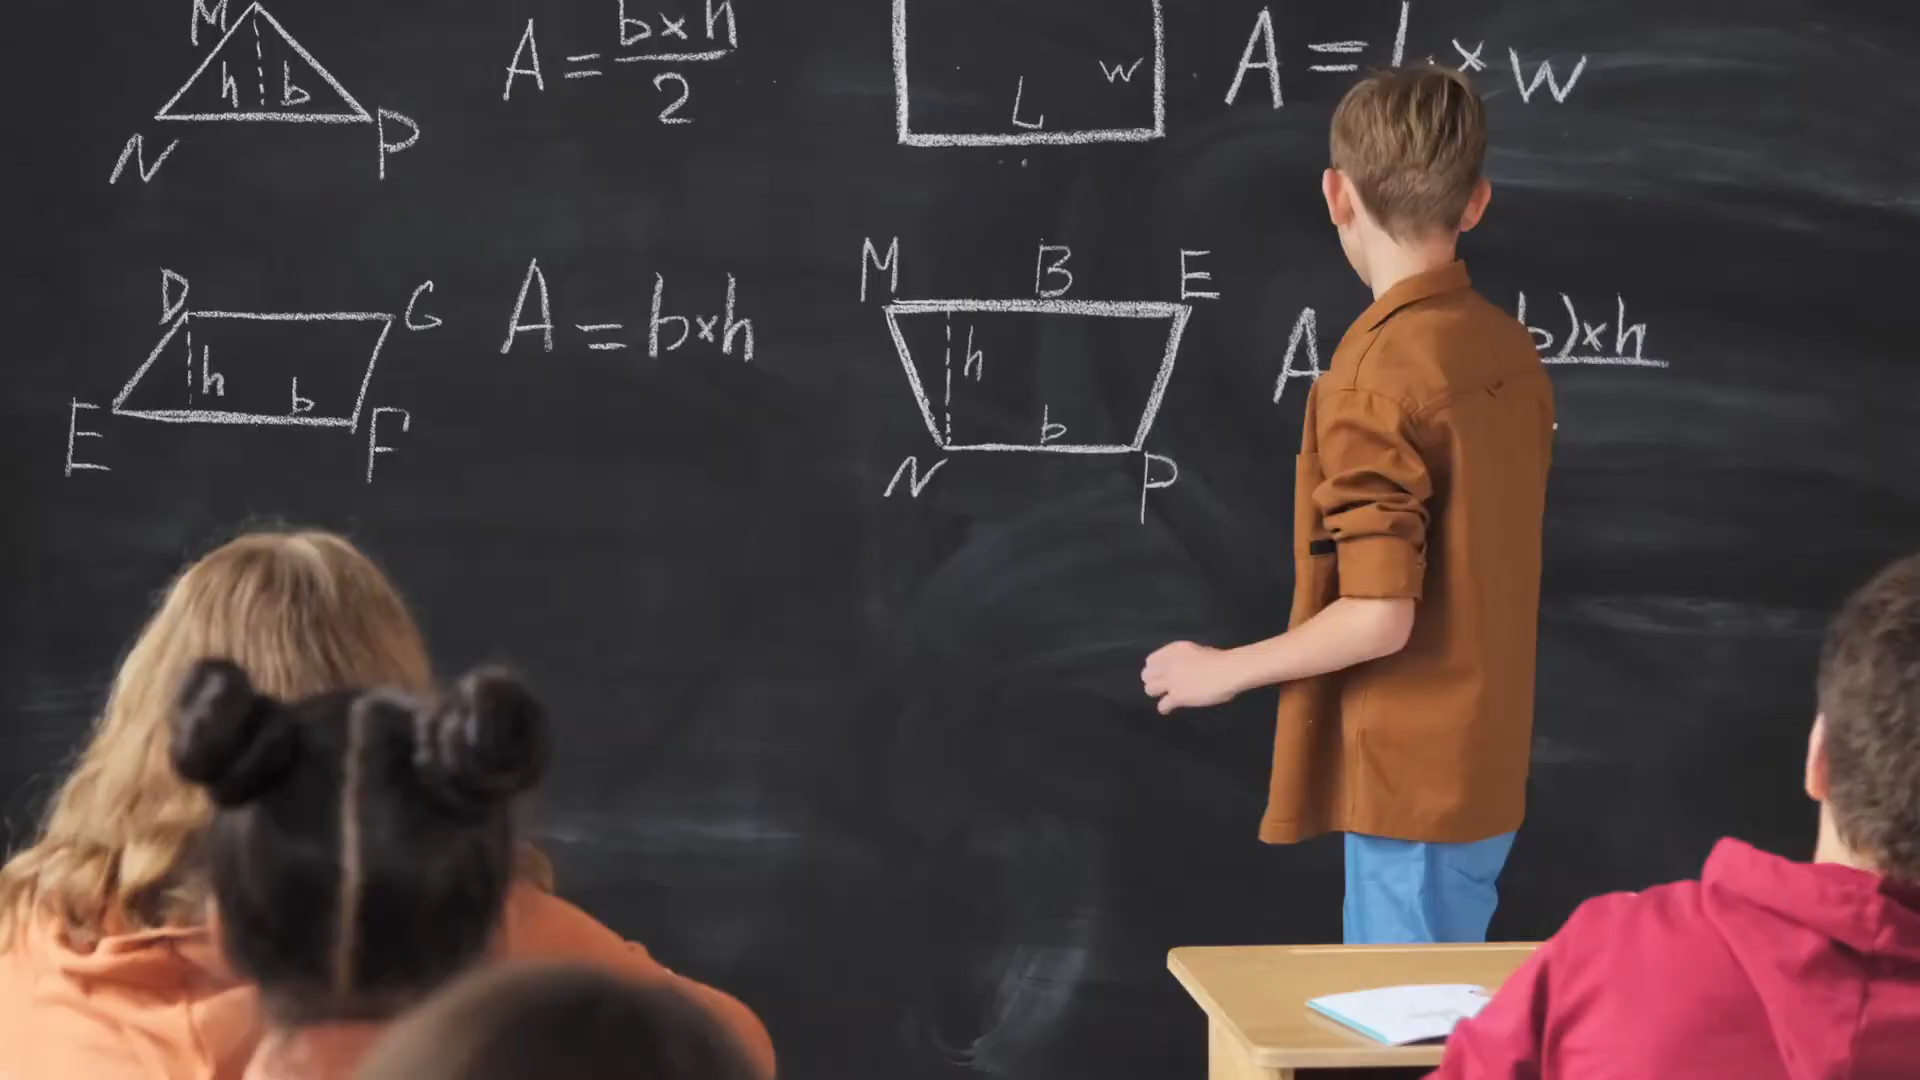 M
h b
N P
A = b×h
2
L w
A = L × w
D G
h b
E F
A = b×h
M B E
h
b
N P
A b)×h